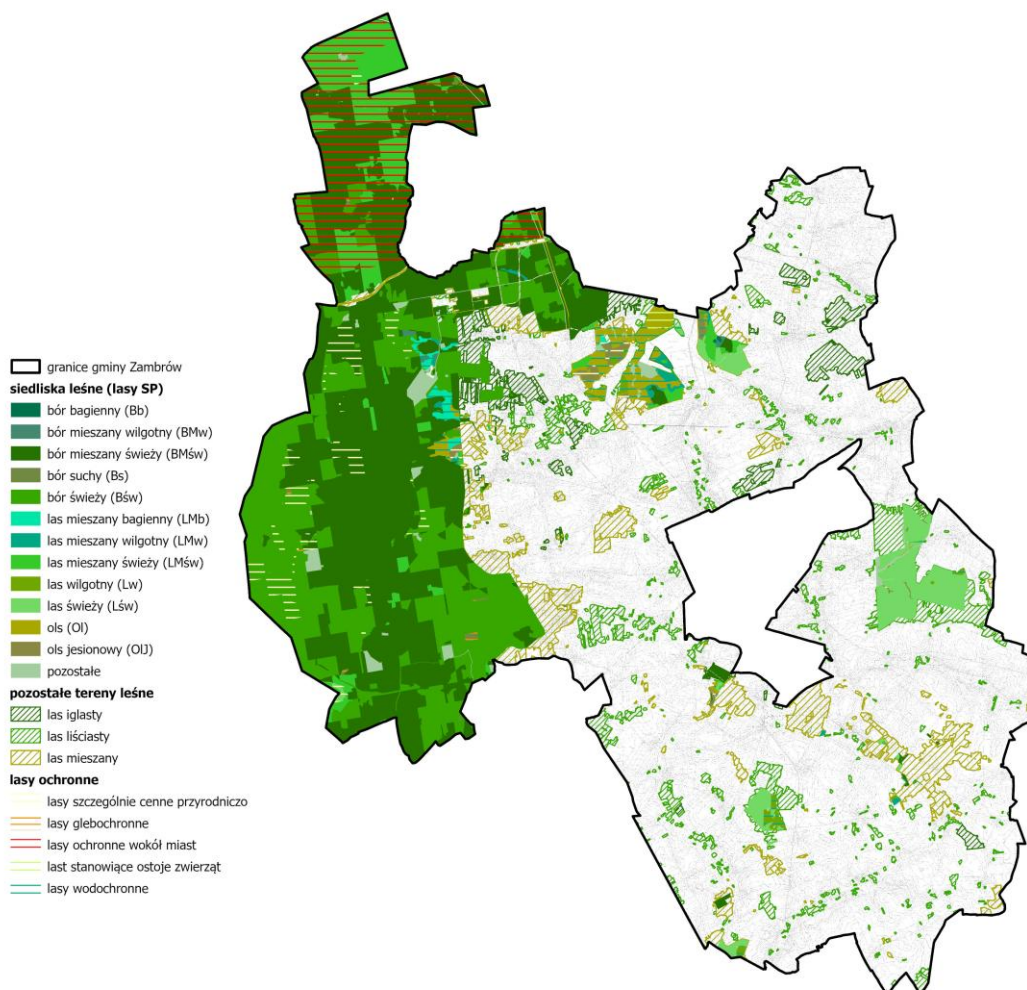 granice gminy Zambrów
siedliska leśne (lasy SP)
bór bagienny (Bb)
bór mieszany wilgotny (BMw)
bór mieszany świeży (BMśw)
bór suchy (Bs)
bór świeży (Bśw)
las mieszany bagienny (LMb)
las mieszany wilgotny (LMw)
las mieszany świeży (LMśw)
las wilgotny (Lw)
las świeży (Lśw)
ols (Ol)
ols jesionowy (OlJ)
pozostałe
pozostałe tereny leśne
las iglasty
las liściasty
las mieszany
lasy ochronne
lasy szczególnie cenne przyrodniczo
lasy glebochronne
lasy ochronne wokół miast
last stanowiące ostoje zwierząt
lasy wodochronne